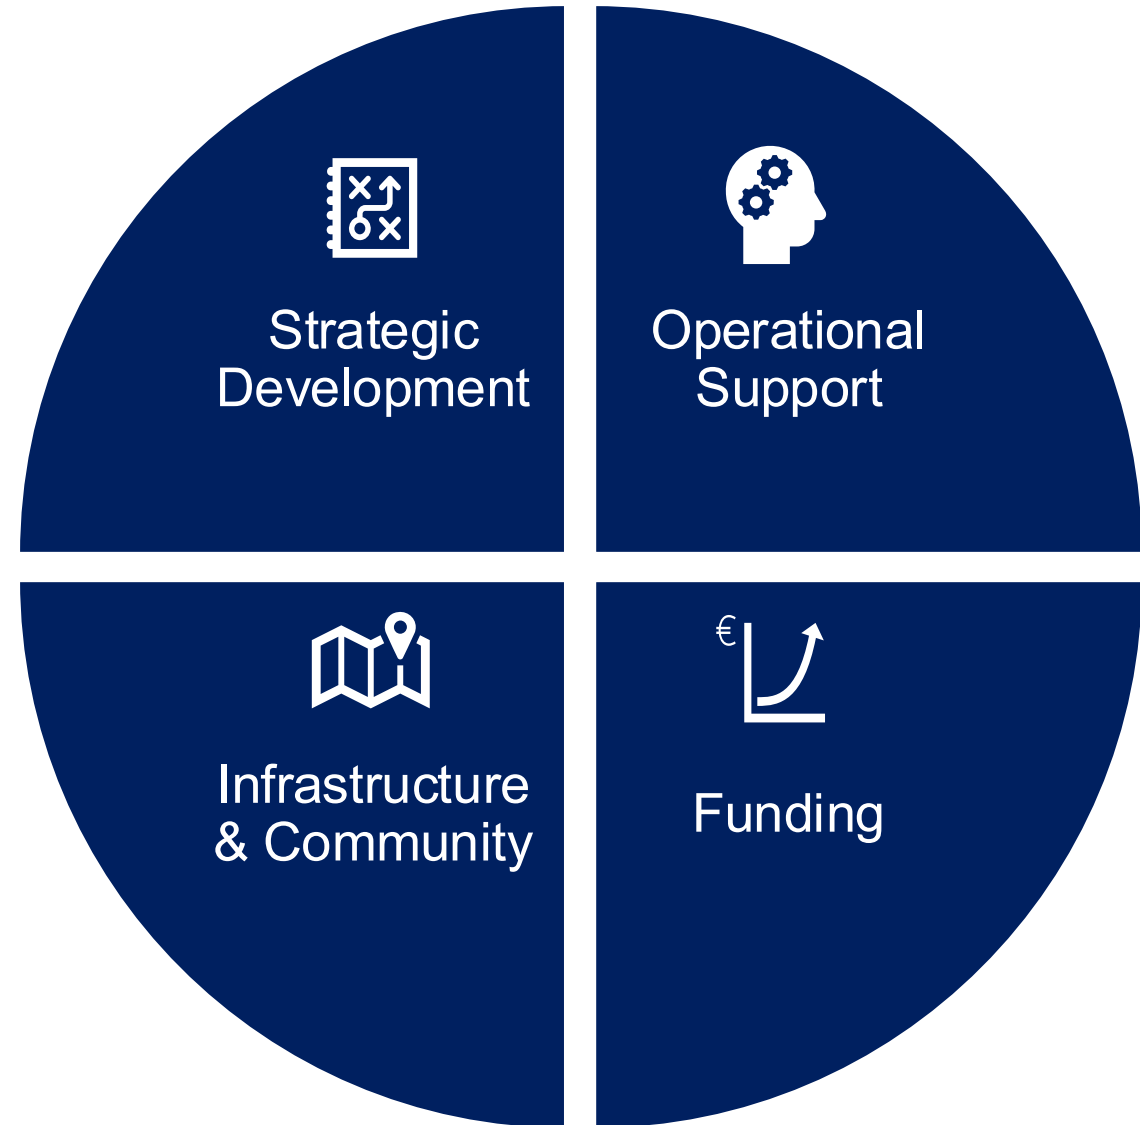 Strategic
Development
Operational
Support
Infrastructure
& Community
€
Funding